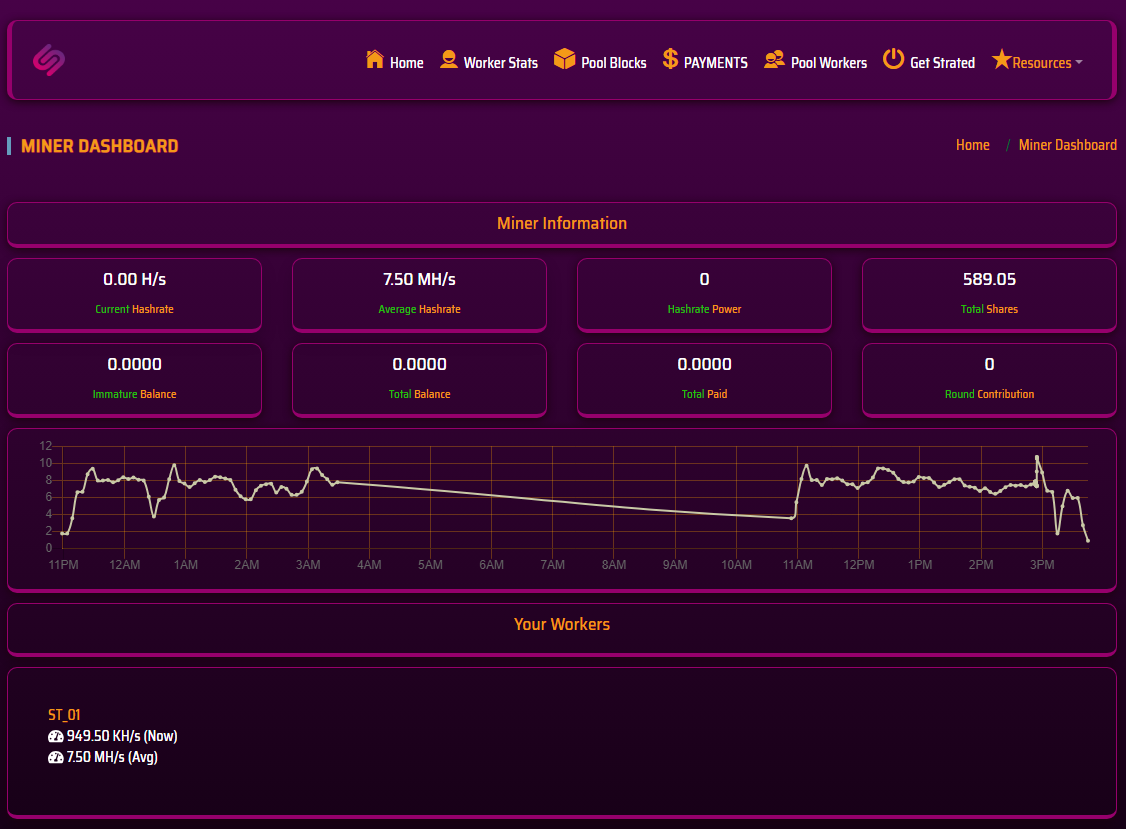 Home Worker Stats Pool Blocks PAYMENTS Pool Workers Get Strated Resources
MINER DASHBOARD
Home / Miner Dashboard
Miner Information
0.00 H/s 7.50 MH/s 0 589.05
Current Hashrate Average Hashrate Hashrate Power Total Shares
0.0000 0.0000 0.0000 0
Immature Balance Total Balance Total Paid Round Contribution
12
10
8
6
4
2
0
11PM 12AM 1AM 2AM 3AM 4AM 5AM 6AM 7AM 8AM 9AM 10AM 11AM 12PM 1PM 2PM 3PM
Your Workers
ST_01
949.50 KH/s (Now)
7.50 MH/s (Avg)